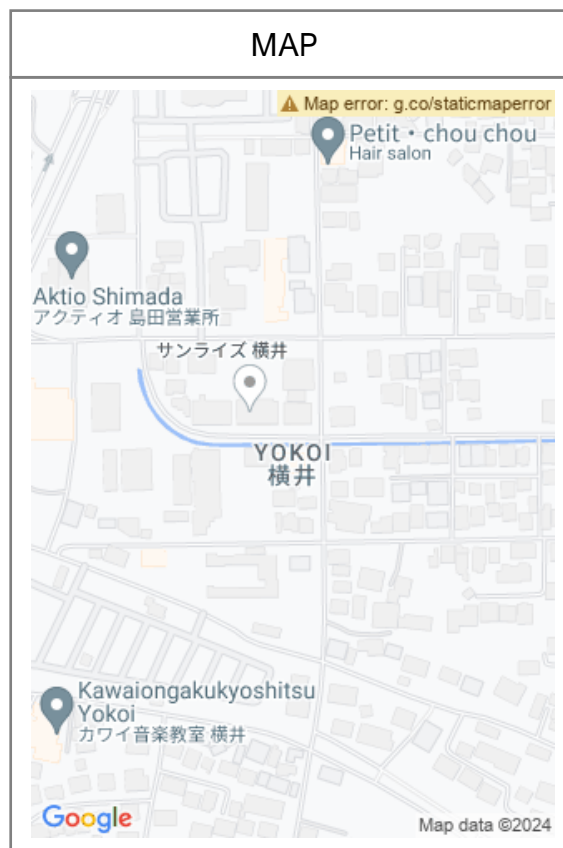 MAP
Map error: g.co/staticmaperror
Petit・chou chou
Hair salon
Aktio Shimada
アクティオ 島田営業所
サンライズ 横井
YOKOI
横井
Kawaiongakukyoshitsu
Yokoi
カワイ音楽教室 横井
Google
Map data ©2024